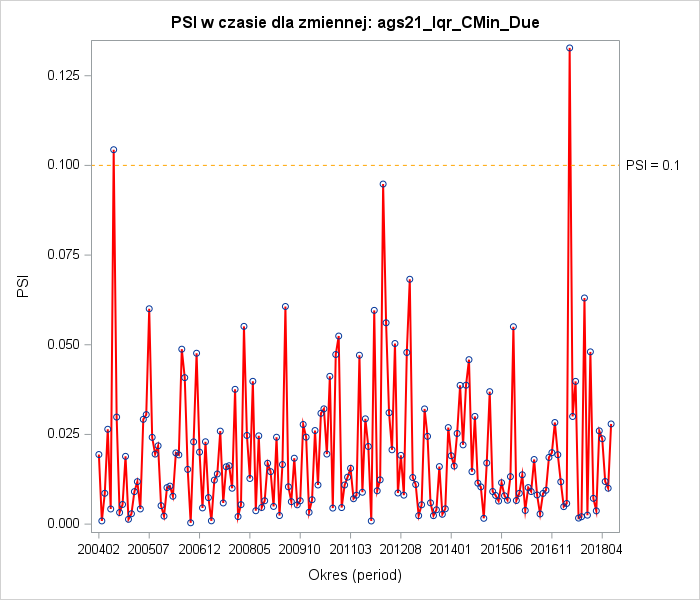 PSI w czasie dla zmiennej: ags21_Iqr_CMin_Due
0.125
0.100
PSI = 0.1
0.075
PSI
0.050
0.025
0.000
200402 200507 200612 200805 200910 201103 201208 201401 201506 201611 201804
Okres (period)